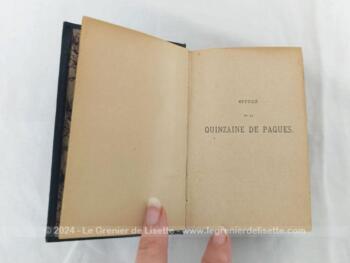 OFFICE
DE LA
QUINZAINE DE PAQUES.
© 2024 - Le Grenier de Lisette - www.legrenierdelisette.com